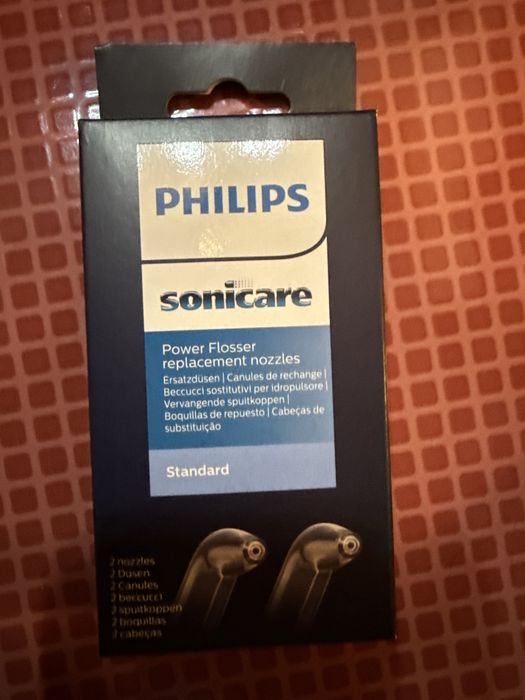 PHILIPS
sonicare
Power Flosser
replacement nozzles
Ersatzdüsen | Canules de rechange |
Beccucci sostitutivi per idropulsore |
Vervangende spuitkoppen |
Boquillas de repuesto | Cabeças de
substituição
Standard
2 nozzles
2 Düsen
2 Canules
2 beccucci
2 spuitkoppen
2 boquillas
2 cabeças